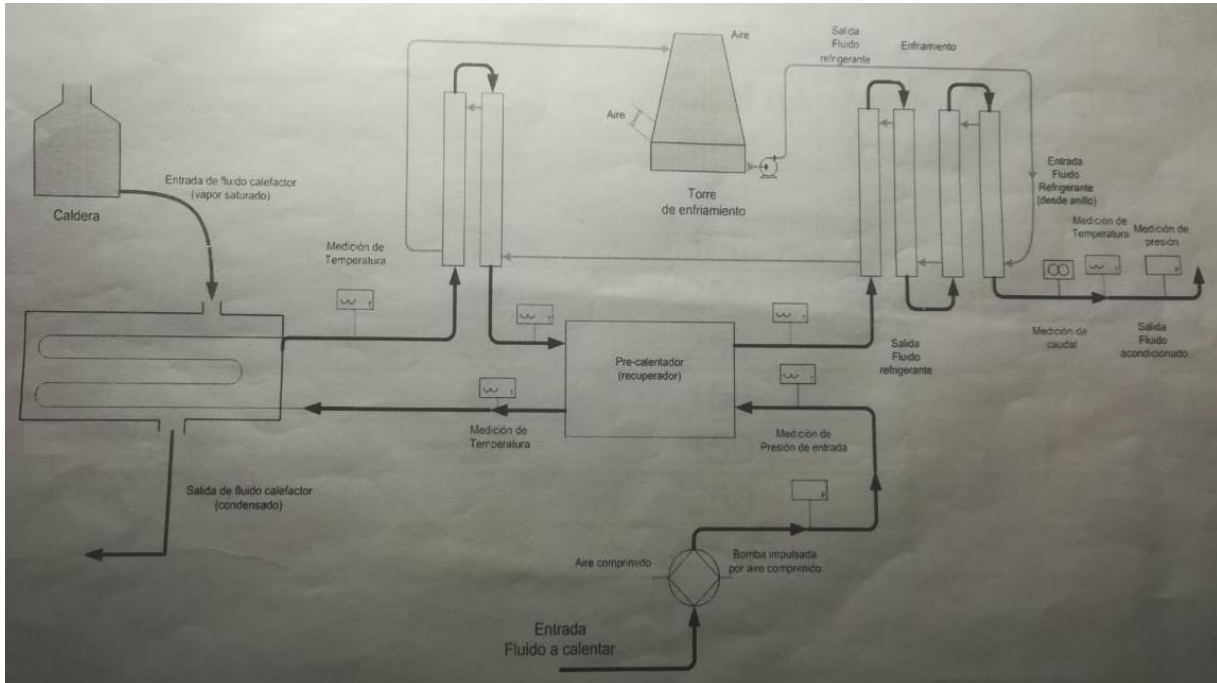 Aire
Salida
Fluido
refrigerante
Enfriamiento
Aire
Entrada de fluido calefactor
(vapor saturado)
Caldera
Torre
de enfriamiento
Entrada
Fluido
Refrigerante
(desde anillo)
Medición de
Temperatura
Medición de
Temperatura
Medición de
presión
Pre-calentador
(recuperador)
Salida
Fluido
refrigerante
Medición de
caudal
Salida
Fluido
acondicionado
Medición de
Temperatura
Medición de
Presión de entrada
Salida de fluido calefactor
(condensado)
Aire comprimido
Bomba impulsada
por aire comprimido
Entrada
Fluido a calentar